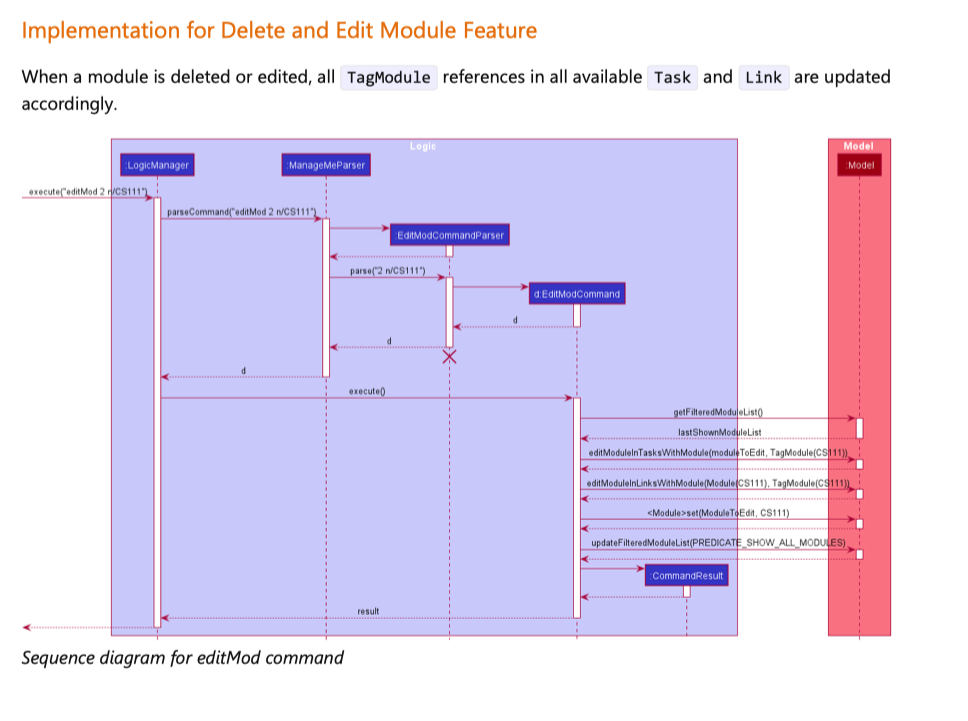 Implementation for Delete and Edit Module Feature
When a module is deleted or edited, all TagModule references in all available Task and Link are updated
accordingly.
Logic
Model
:LogicManager
:ManageMeParser
:Model
execute("editMod 2 n/CS111")
parseCommand("editMod 2 n/CS111")
:EditModCommandParser
parse("2 n/CS111")
d:EditModCommand
d
d
d
execute()
getFilteredModuleList()
lastShownModuleList
editModuleInTasksWithModule(moduleToEdit, TagModule(CS111))
editModuleInLinksWithModule(Module(CS111), TagModule(CS111))
<Module>set(ModuleToEdit, CS111)
updateFilteredModuleList(PREDICATE_SHOW_ALL_MODULES)
:CommandResult
result
Sequence diagram for editMod command